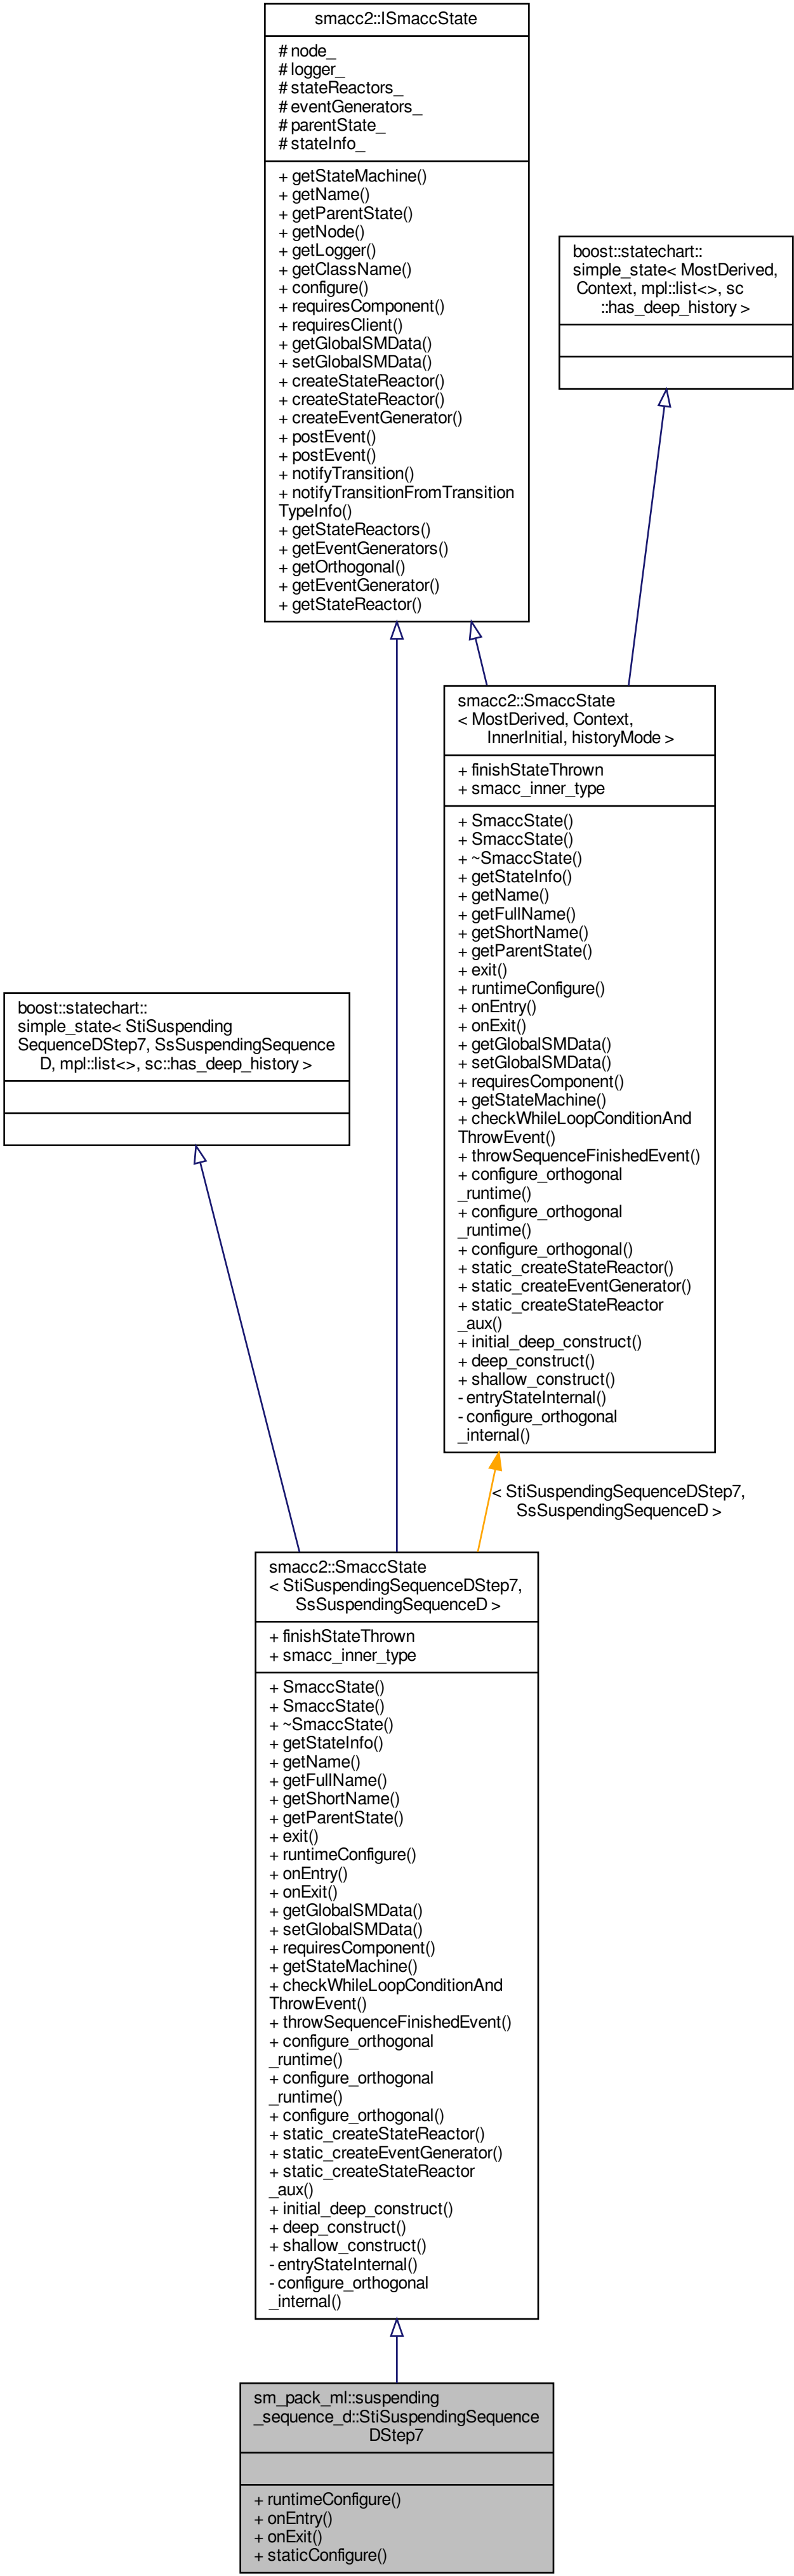 smacc2::ISmaccState
# node_
# logger_
# stateReactors_
# eventGenerators_
# parentState_
# stateInfo_
+ getStateMachine()
+ getName()
+ getParentState()
+ getNode()
+ getLogger()
+ getClassName()
+ configure()
+ requiresComponent()
+ requiresClient()
+ getGlobalSMData()
+ setGlobalSMData()
+ createStateReactor()
+ createStateReactor()
+ createEventGenerator()
+ postEvent()
+ postEvent()
+ notifyTransition()
+ notifyTransitionFromTransition
TypeInfo()
+ getStateReactors()
+ getEventGenerators()
+ getOrthogonal()
+ getEventGenerator()
+ getStateReactor()
boost::statechart::
simple_state< MostDerived,
Context, mpl::list<>, sc
::has_deep_history >
smacc2::SmaccState
< MostDerived, Context,
InnerInitial, historyMode >
+ finishStateThrown
+ smacc_inner_type
+ SmaccState()
+ SmaccState()
+ ~SmaccState()
+ getStateInfo()
+ getName()
+ getFullName()
+ getShortName()
+ getParentState()
+ exit()
+ runtimeConfigure()
+ onEntry()
+ onExit()
+ getGlobalSMData()
+ setGlobalSMData()
+ requiresComponent()
+ getStateMachine()
+ checkWhileLoopConditionAnd
ThrowEvent()
+ throwSequenceFinishedEvent()
+ configure_orthogonal
_runtime()
+ configure_orthogonal
_runtime()
+ configure_orthogonal()
+ static_createStateReactor()
+ static_createEventGenerator()
+ static_createStateReactor
_aux()
+ initial_deep_construct()
+ deep_construct()
+ shallow_construct()
- entryStateInternal()
- configure_orthogonal
_internal()
boost::statechart::
simple_state< StiSuspending
SequenceDStep7, SsSuspendingSequence
D, mpl::list<>, sc::has_deep_history >
< StiSuspendingSequenceDStep7,
SsSuspendingSequenceD >
smacc2::SmaccState
< StiSuspendingSequenceDStep7,
SsSuspendingSequenceD >
+ finishStateThrown
+ smacc_inner_type
+ SmaccState()
+ SmaccState()
+ ~SmaccState()
+ getStateInfo()
+ getName()
+ getFullName()
+ getShortName()
+ getParentState()
+ exit()
+ runtimeConfigure()
+ onEntry()
+ onExit()
+ getGlobalSMData()
+ setGlobalSMData()
+ requiresComponent()
+ getStateMachine()
+ checkWhileLoopConditionAnd
ThrowEvent()
+ throwSequenceFinishedEvent()
+ configure_orthogonal
_runtime()
+ configure_orthogonal
_runtime()
+ configure_orthogonal()
+ static_createStateReactor()
+ static_createEventGenerator()
+ static_createStateReactor
_aux()
+ initial_deep_construct()
+ deep_construct()
+ shallow_construct()
- entryStateInternal()
- configure_orthogonal
_internal()
sm_pack_ml::suspending
_sequence_d::StiSuspendingSequence
DStep7
+ runtimeConfigure()
+ onEntry()
+ onExit()
+ staticConfigure()